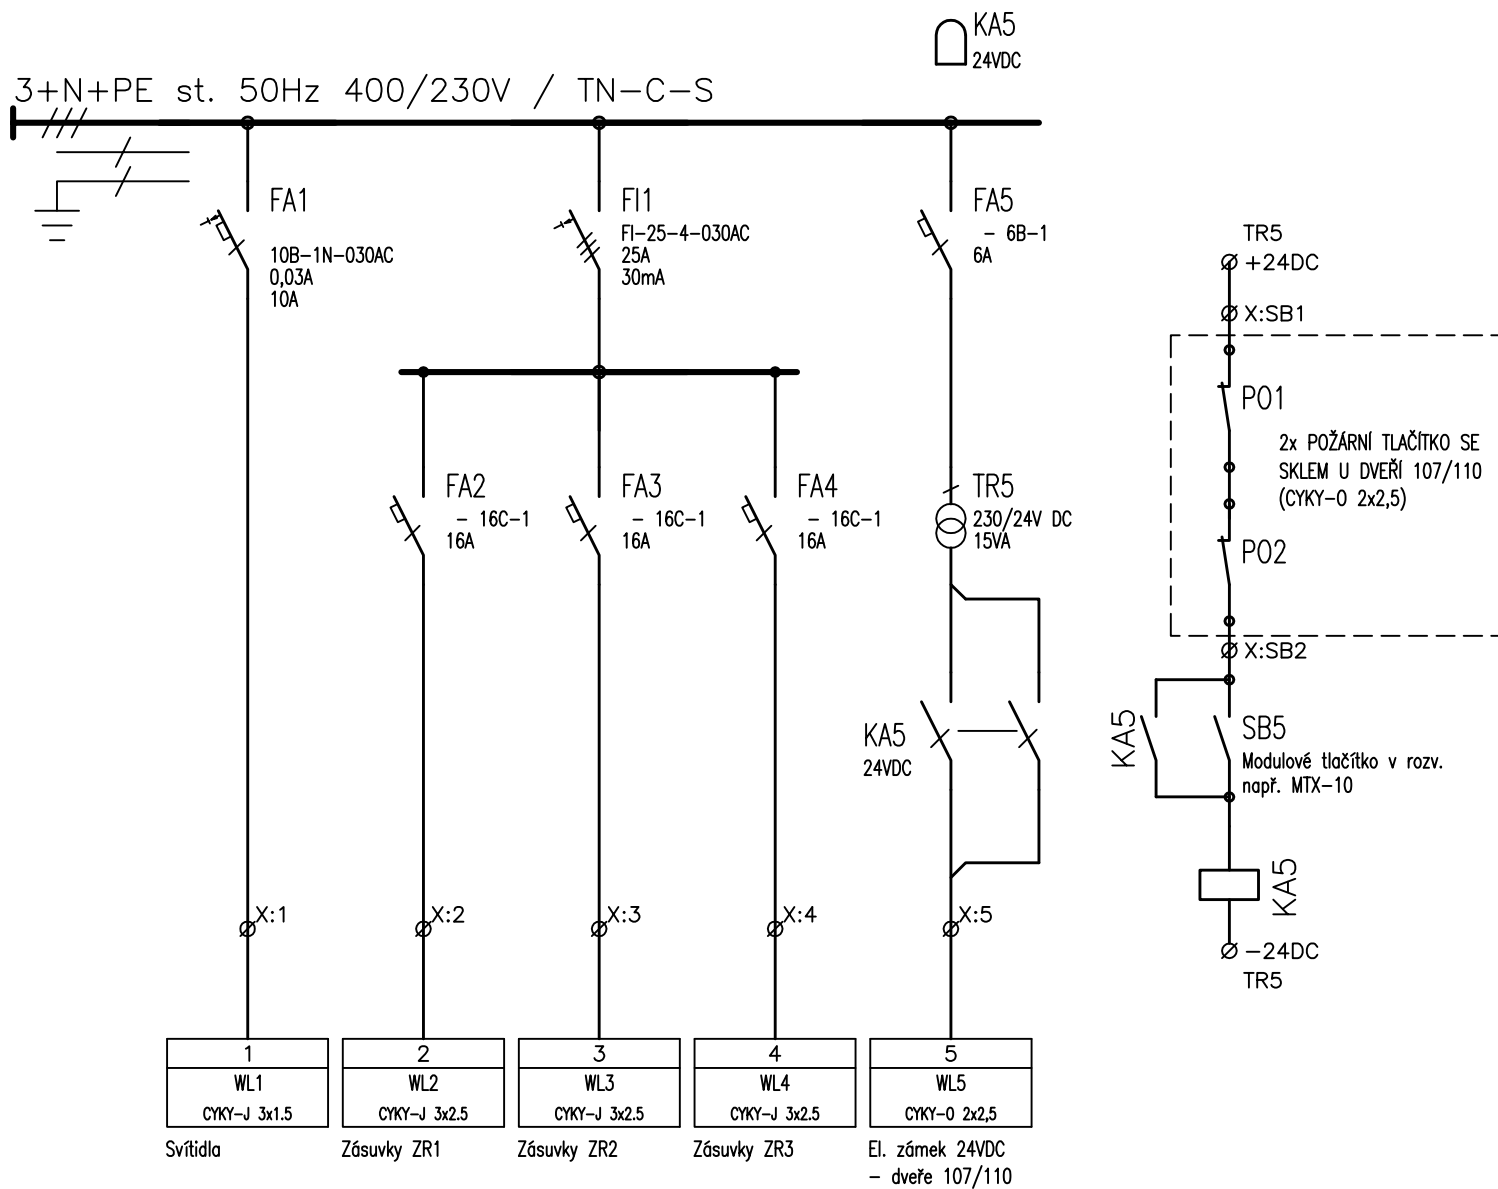 KA5
24VDC
3+N+PE st. 50Hz 400/230V / TN-C-S
FA1
10B-1N-030AC
0,03A
10A
FI1
FI-25-4-030AC
25A
30mA
FA5
- 6B-1
6A
TR5
+24DC
X:SB1
PO1
2x POŽÁRNÍ TLAČÍTKO SE
SKLEM U DVEŘÍ 107/110
(CYKY-O 2x2,5)
PO2
X:SB2
FA2
- 16C-1
16A
FA3
- 16C-1
16A
FA4
- 16C-1
16A
TR5
230/24V DC
15VA
KA5
24VDC
KA5
SB5
Modulové tlačítko v rozv.
např. MTX-10
KA5
-24DC
TR5
X:1
X:2
X:3
X:4
X:5
1
WL1
CYKY-J 3x1.5
Svítidla
2
WL2
CYKY-J 3x2.5
Zásuvky ZR1
3
WL3
CYKY-J 3x2.5
Zásuvky ZR2
4
WL4
CYKY-J 3x2.5
Zásuvky ZR3
5
WL5
CYKY-O 2x2,5
El. zámek 24VDC
- dveře 107/110